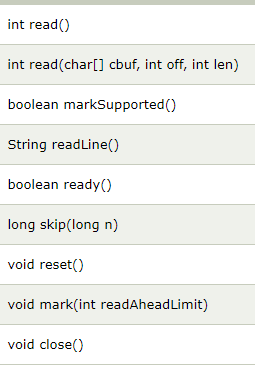 int read()
int read(char[] cbuf, int off, int len)
boolean markSupported()
String readLine()
boolean ready()
long skip(long n)
void reset()
void mark(int readAheadLimit)
void close()